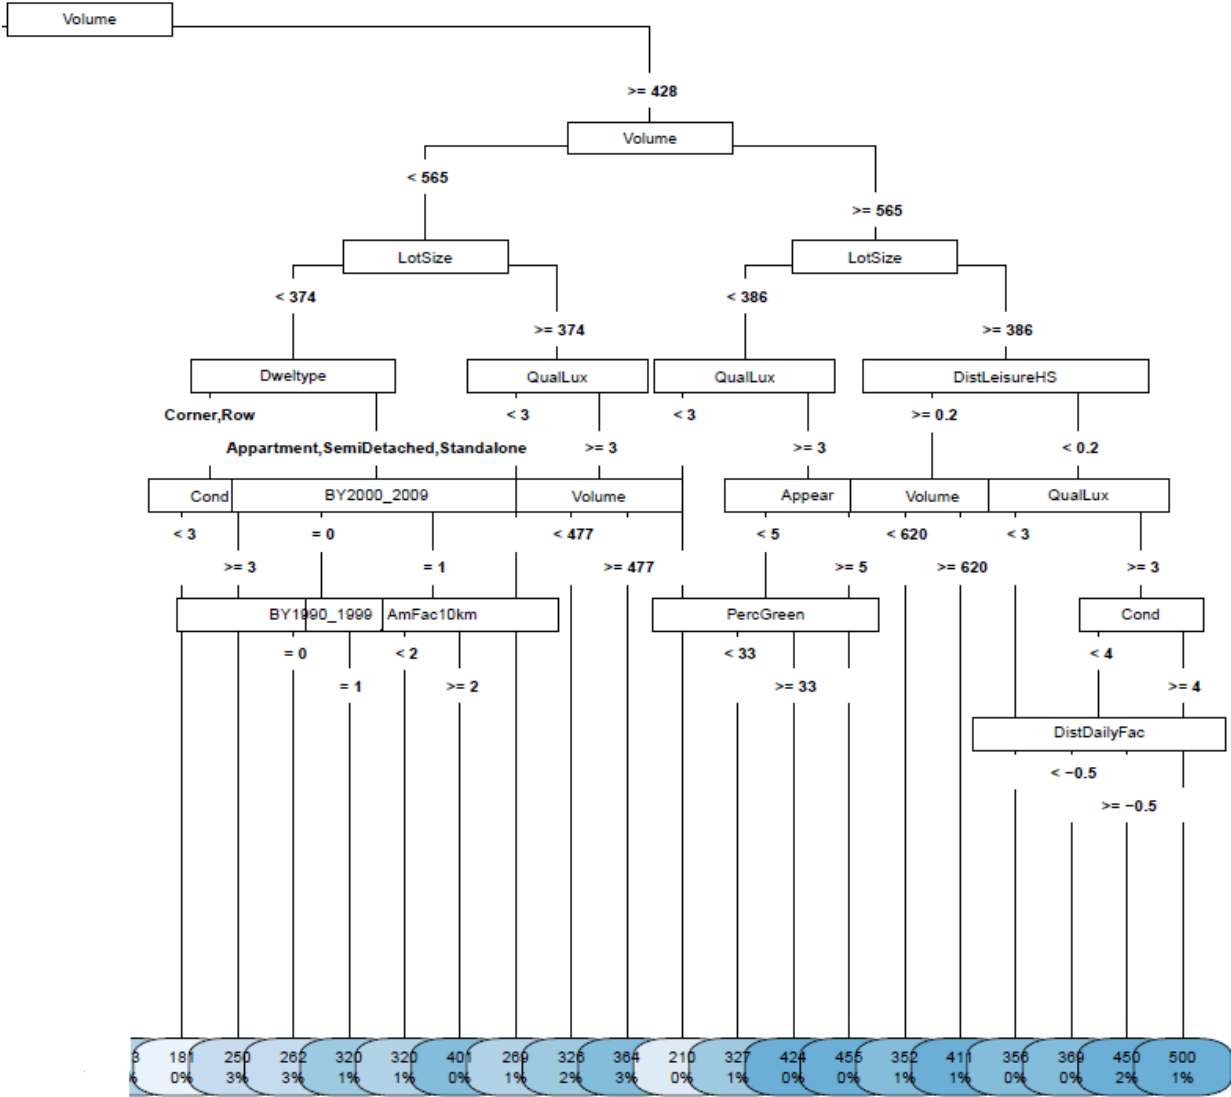 Volume
>= 428
Volume
< 565
>= 565
LotSize
LotSize
< 374
< 386
>= 374
>= 386
Dweltype
QualLux
QualLux
DistLeisureHS
Corner,Row
< 3
< 3
>= 0.2
Appartment,SemiDetached,Standalone
>= 3
>= 3
< 0.2
Cond
BY2000_2009
Volume
Appear
Volume
QualLux
< 3
= 0
< 477
< 5
< 620
< 3
>= 3
= 1
>= 477
>= 5
>= 620
>= 3
BY1990_1999
AmFac10km
PercGreen
Cond
= 0
< 2
< 33
< 4
= 1
>= 2
>= 33
>= 4
DistDailyFac
< −0.5
>= −0.5
3 181 250 262 320 320 401 269 326 364 210 327 424 455 352 411 356 369 450 500
% 0% 3% 3% 1% 1% 0% 1% 2% 3% 0% 1% 0% 0% 1% 1% 0% 0% 2% 1%